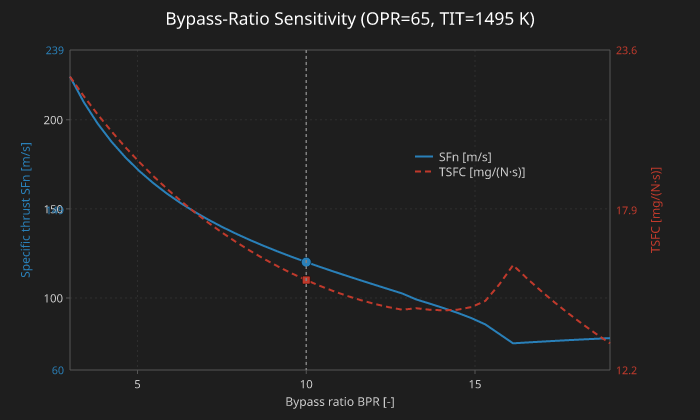 Bypass-Ratio Sensitivity (OPR=65, TIT=1495 K)
239
23.6
200
SFn [m/s]
TSFC [mg/(N·s)]
Specific thrust SFn [m/s]
TSFC [mg/(N·s)]
150
17.9
100
60
12.2
5
10
15
Bypass ratio BPR [-]